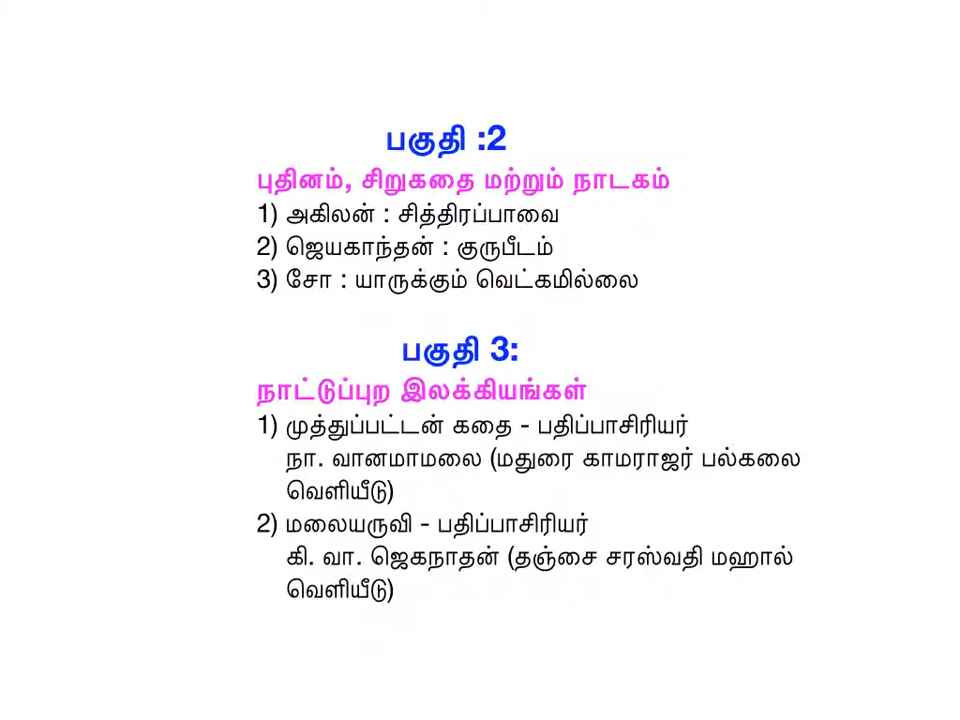 பகுதி :2
புதினம், சிறுகதை மற்றும் நாடகம்
1) அகிலன் : சித்திரப்பாவை
2) ஜெயகாந்தன் : குருபீடம்
3) சோ : யாருக்கும் வெட்கமில்லை
பகுதி 3:
நாட்டுப்புற இலக்கியங்கள்
1) முத்துப்பட்டன் கதை - பதிப்பாசிரியர்
நா. வானமாமலை (மதுரை காமராஜர் பல்கலை
வெளியீடு)
2) மலையருவி - பதிப்பாசிரியர்
கி. வா. ஜெகநாதன் (தஞ்சை சரஸ்வதி மஹால்
வெளியீடு)